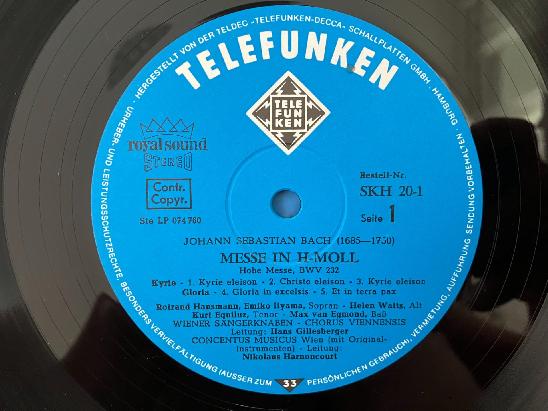 HERGESTELLT VON DER TELDEC »TELEFUNKEN-DECCA« SCHALLPLATTEN GMBH · HAMBURG · SENDUNG VORBEHALTEN
TELEFUNKEN
TELE
FUN
KEN
royal sound
STEREO
Contr.
Copyr.
Ste LP 074760
Bestell-Nr.
SKH 20-1
Seite 1
JOHANN SEBASTIAN BACH (1685—1750)
MESSE IN H-MOLL
Hohe Messe, BWV 232
Kyrie - 1. Kyrie eleison - 2. Christe eleison - 3. Kyrie eleison
Gloria - 4. Gloria in excelsis - 5. Et in terra pax
Rotraud Hansmann, Emiko Iiyama, Sopran - Helen Watts, Alt
Kurt Equiluz, Tenor - Max van Egmond, Baß
WIENER SÄNGERKNABEN - CHORUS VIENNENSIS
Leitung: Hans Gillesberger
CONCENTUS MUSICUS Wien (mit Original-
instrumenten) - Leitung:
Nikolaus Harnoncourt
URHEBER- UND LEISTUNGSSCHUTZRECHTE, BESONDERS VERVIELFÄLTIGUNG (AUSSER ZUM
33
PERSÖNLICHEN GEBRAUCH), VERMIETUNG, AUFFÜHRUNG,